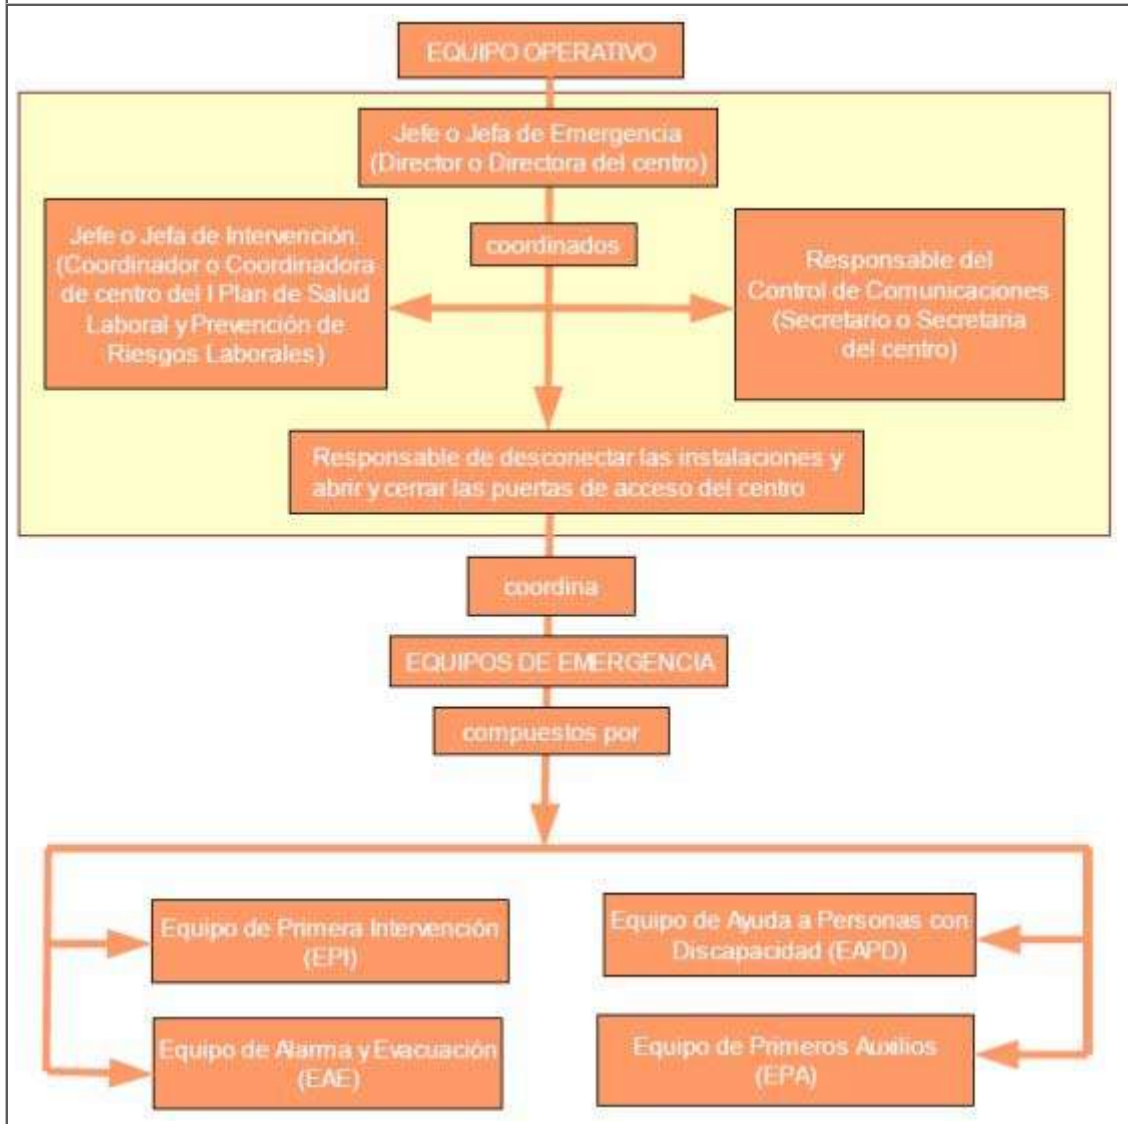 EQUIPO OPERATIVO
Jefe o Jefa de Emergencia
(Director o Directora del centro)
Jefe o Jefa de Intervención.
(Coordinador o Coordinadora
de centro del I Plan de Salud
Laboral y Prevención de
Riesgos Laborales)
coordinados
Responsable del
Control de Comunicaciones
(Secretario o Secretaria
del centro)
Responsable de desconectar las instalaciones y
abrir y cerrar las puertas de acceso del centro
coordina
EQUIPOS DE EMERGENCIA
compuestos por
Equipo de Primera Intervención
(EPI)
Equipo de Ayuda a Personas con
Discapacidad (EAPD)
Equipo de Alarma y Evacuación
(EAE)
Equipo de Primeros Auxilios
(EPA)